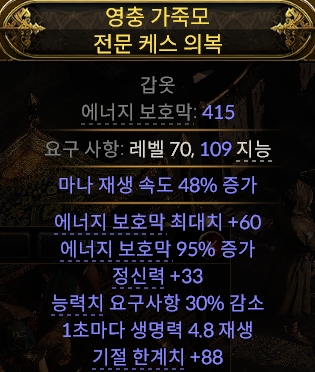 영충 가죽모
전문 케스 의복
갑옷
에너지 보호막: 415
요구 사항: 레벨 70, 109 지능
마나 재생 속도 48% 증가
에너지 보호막 최대치 +60
에너지 보호막 95% 증가
정신력 +33
능력치 요구사항 30% 감소
1초마다 생명력 4.8 재생
기절 한계치 +88